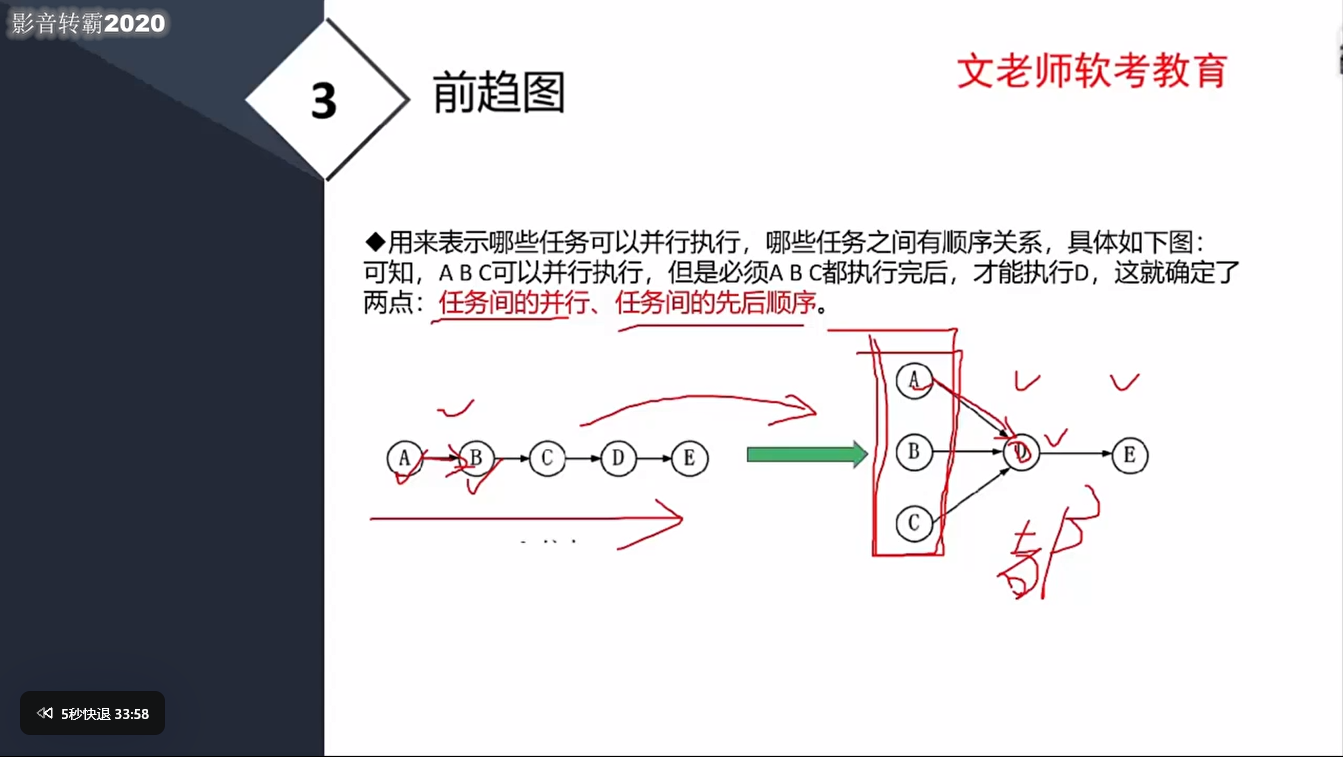 影音转霸2020
3
前趋图
文老师软考教育
◆用来表示哪些任务可以并行执行，哪些任务之间有顺序关系，具体如下图：
可知，A B C可以并行执行，但是必须A B C都执行完后，才能执行D，这就确定了
两点：任务间的并行、任务间的先后顺序。
A B C D E
A
B D E
C
都
5秒快退 33:58